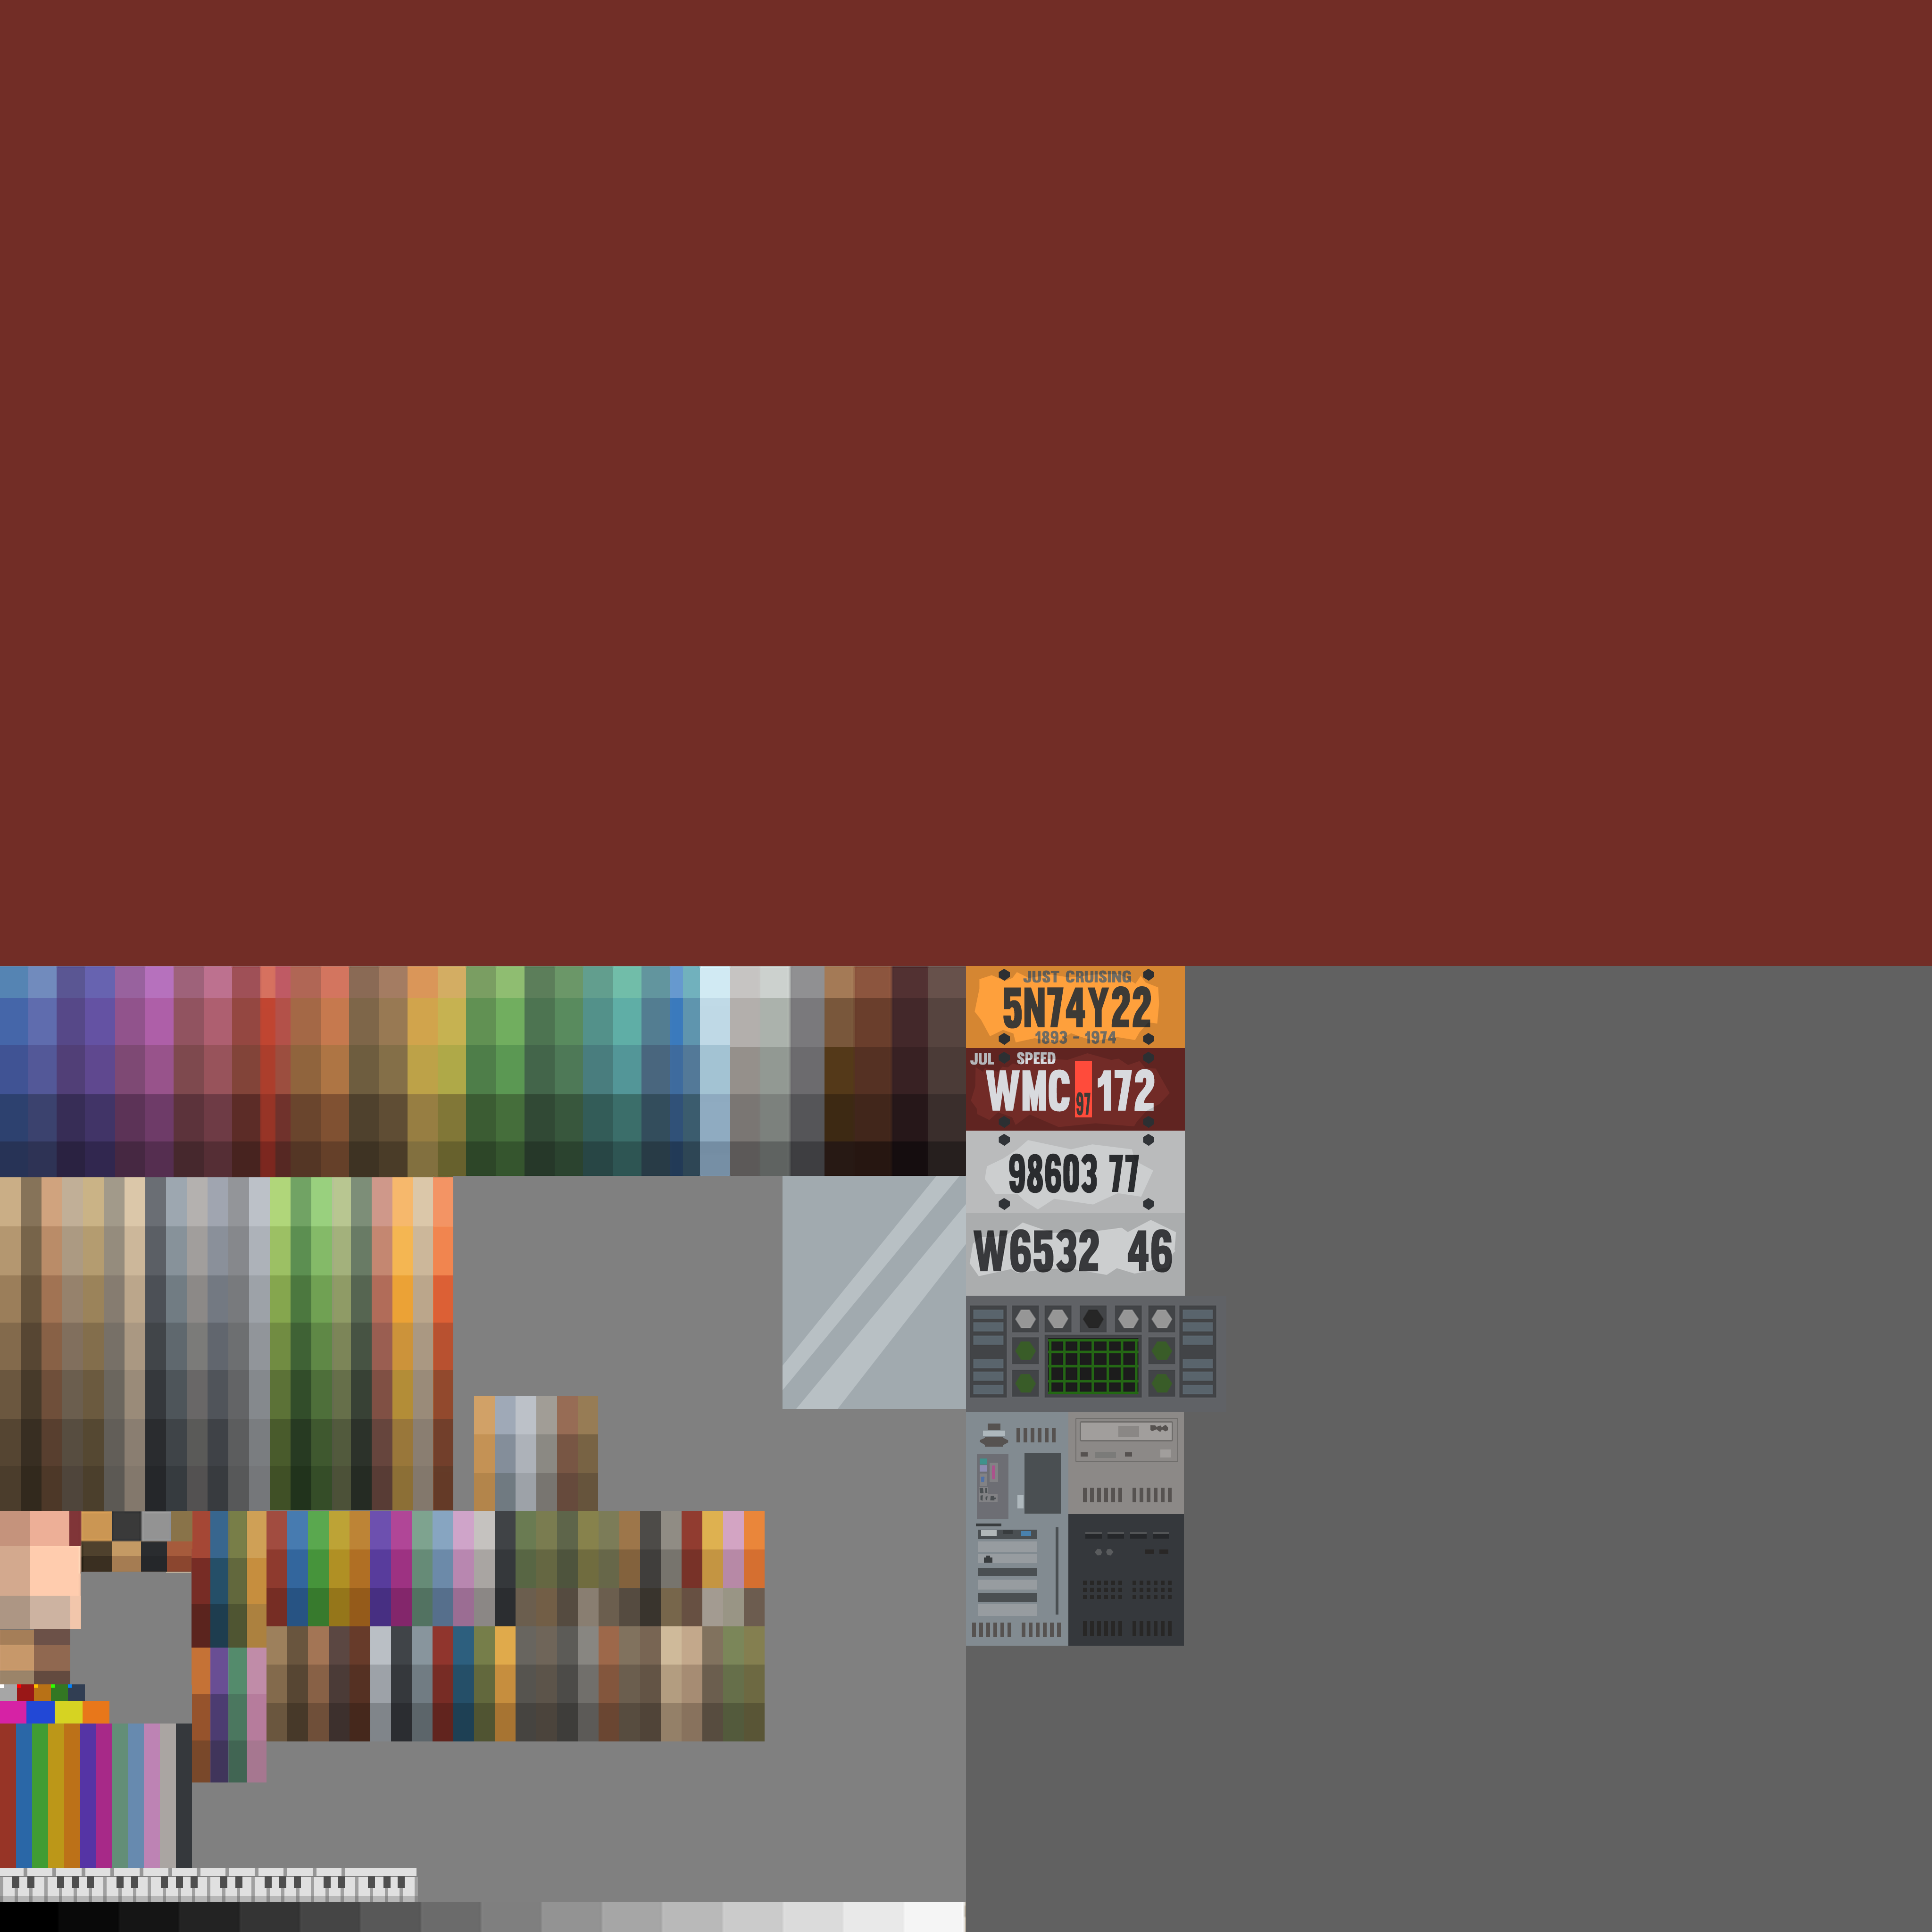 JUST CRUISING
5N74Y22
1893 - 1974
JUL SPEED
WMC 97 172
98603 77
W6532 46